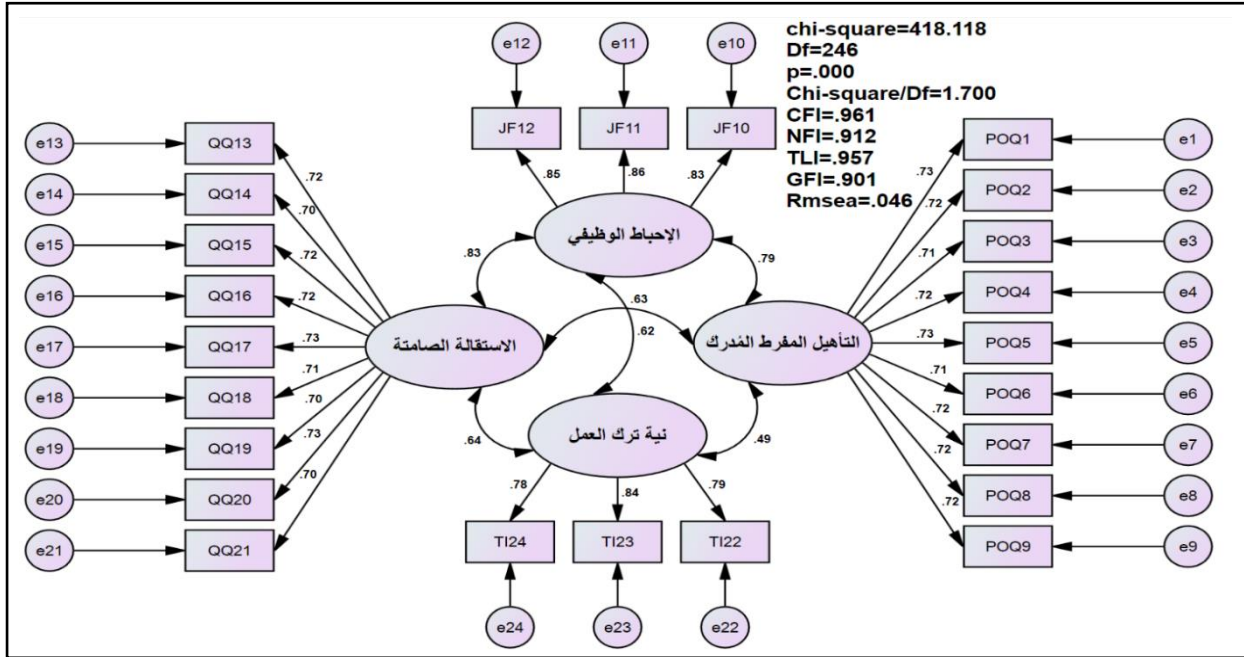 e12
e11
e10
chi-square=418.118
Df=246
p=.000
Chi-square/Df=1.700
CFI=.961
NFI=.912
TLI=.957
GFI=.901
Rmsea=.046
JF12
JF11
JF10
.85
.86
.83
e13
QQ13
e14
QQ14
e15
QQ15
e16
QQ16
e17
QQ17
e18
QQ18
e19
QQ19
e20
QQ20
e21
QQ21
.72
.70
.72
.72
.73
.71
.70
.73
.70
الإحباط الوظيفي
.83
.79
.63
.62
الاستقالة الصامتة
التأهيل المفرط المُدرك
.64
.49
نية ترك العمل
.78
.84
.79
TI24
TI23
TI22
e24
e23
e22
.73
.72
.71
.72
.73
.71
.72
.72
.72
POQ1
e1
POQ2
e2
POQ3
e3
POQ4
e4
POQ5
e5
POQ6
e6
POQ7
e7
POQ8
e8
POQ9
e9